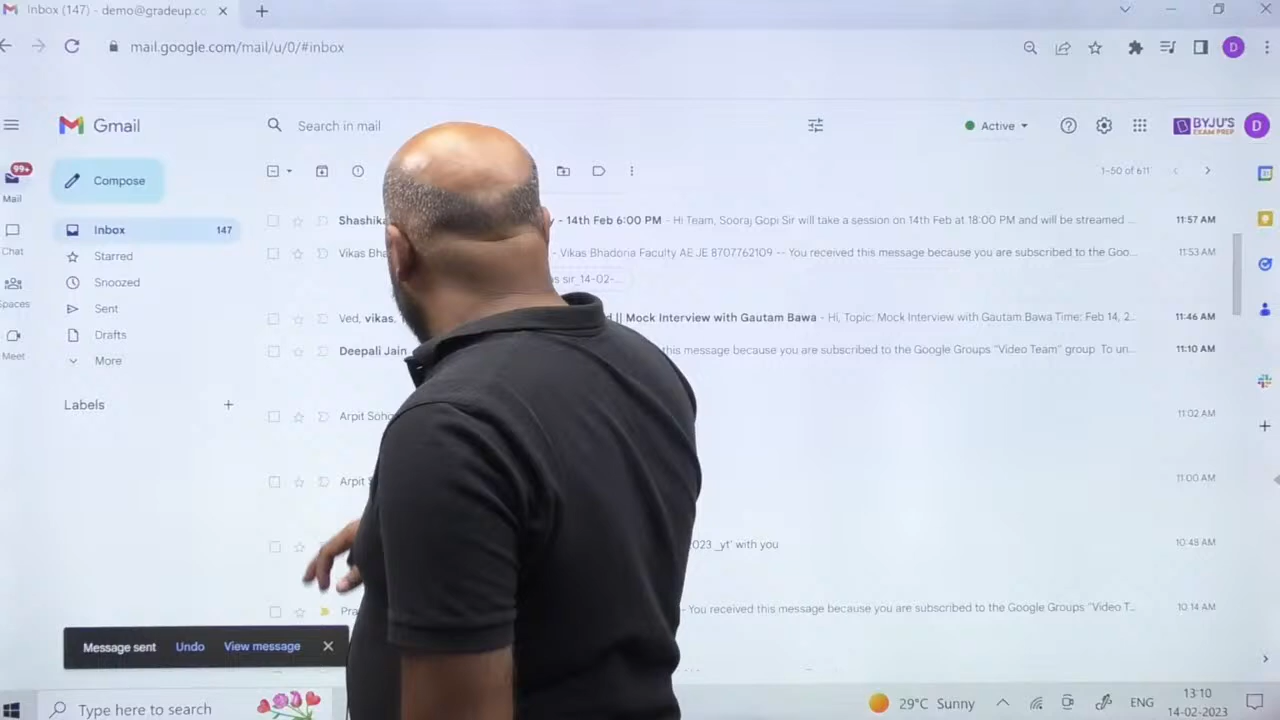 Inbox (147) - demo@gradeup.co
mail.google.com/mail/u/0/#inbox
D
Gmail
Search in mail
Active
BYJU'S
EXAM PREP
D
99+
Mail
Compose
1-50 of 611
Inbox 147
Shashika - 14th Feb 6:00 PM - Hi Team, Sooraj Gopi Sir will take a session on 14th Feb at 18:00 PM and will be streamed ... 11:57 AM
Chat
Starred
Vikas Bha - Vikas Bhadona Faculty AE JE 8707762109 -- You received this message because you are subscribed to the Goo... 11:53 AM
Snoozed
sir_14-02-...
Spaces
Sent
Ved, vikas, || Mock Interview with Gautam Bawa - Hi, Topic: Mock Interview with Gautam Bawa Time: Feb 14, 2... 11:46 AM
Drafts
Meet
Deepali Jain this message because you are subscribed to the Google Groups "Video Team" group To un... 11:10 AM
More
Labels
Arpit Soho 11:02 AM
Arpit S 11:00 AM
023 _yt' with you 10:48 AM
Pra - You received this message because you are subscribed to the Google Groups "Video T... 10:14 AM
Message sent Undo View message
Type here to search
29°C Sunny
ENG
13:10
14-02-2023